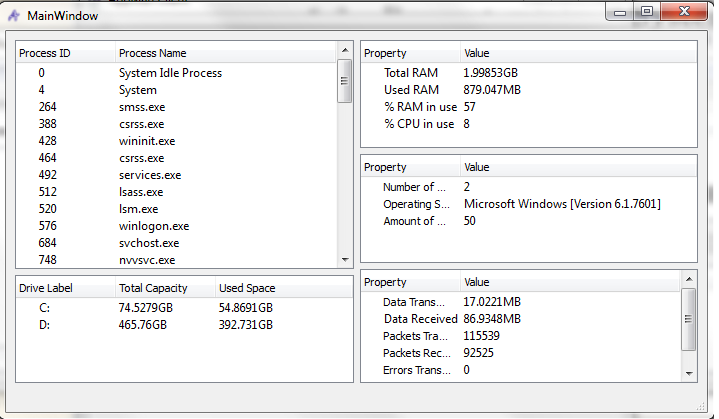 MainWindow
Process ID Process Name
0 System Idle Process
4 System
264 smss.exe
388 csrss.exe
428 wininit.exe
464 csrss.exe
492 services.exe
512 lsass.exe
520 lsm.exe
576 winlogon.exe
684 svchost.exe
748 nvvsvc.exe
Drive Label Total Capacity Used Space
C: 74.5279GB 54.8691GB
D: 465.76GB 392.731GB
Property Value
Total RAM 1.99853GB
Used RAM 879.047MB
% RAM in use 57
% CPU in use 8
Property Value
Number of ... 2
Operating S... Microsoft Windows [Version 6.1.7601]
Amount of ... 50
Property Value
Data Trans... 17.0221MB
Data Received 86.9348MB
Packets Tra... 115539
Packets Rec... 92525
Errors Trans... 0